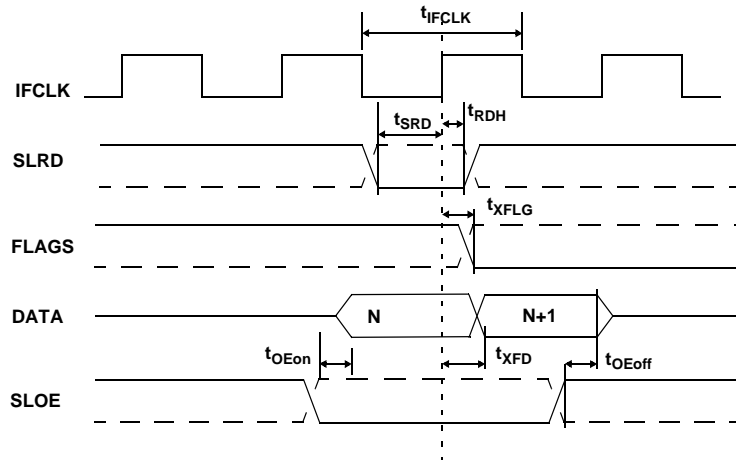 tIFCLK
IFCLK
tSRD
tRDH
SLRD
tXFLG
FLAGS
DATA
N
N+1
tOEon
tXFD
tOEoff
SLOE